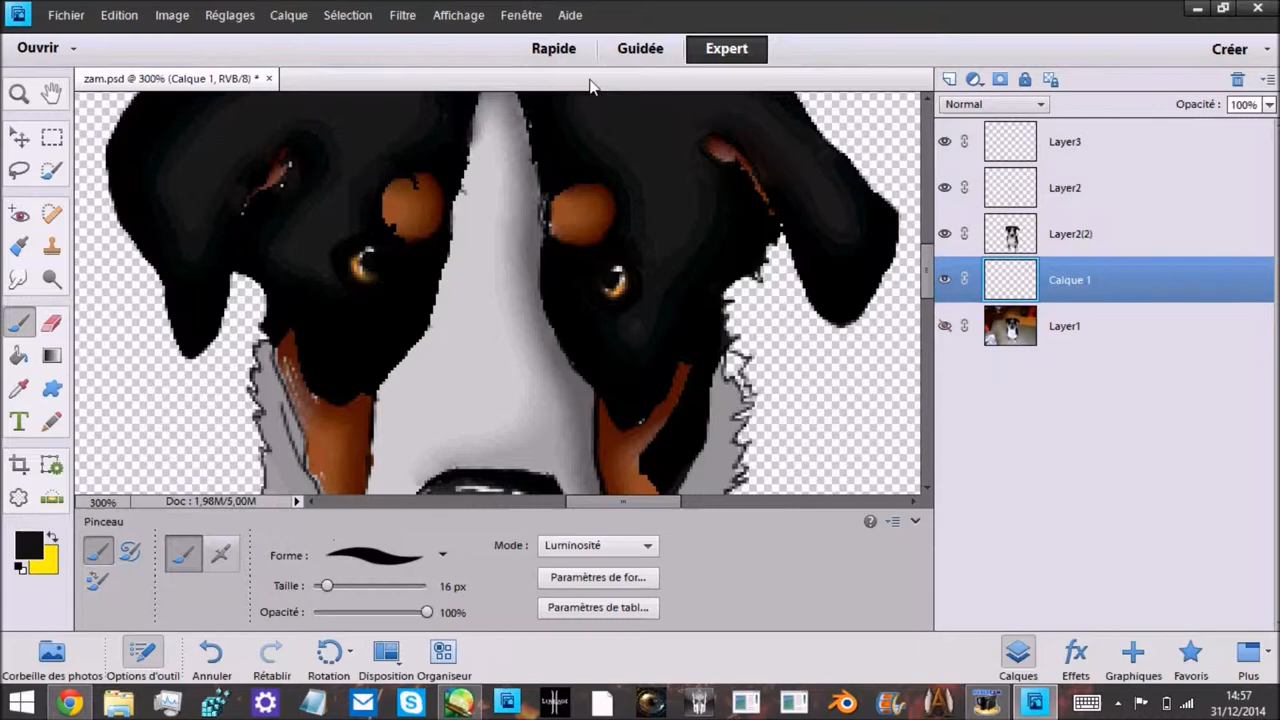 Fichier Edition Image Réglages Calque Sélection Filtre Affichage Fenêtre Aide
Ouvrir Rapide Guidée Expert Créer
zam.psd @ 300% (Calque 1, RVB/8) * ×
Normal Opacité : 100%
Layer3
Layer2
Layer2(2)
Calque 1
Layer1
300% Doc : 1,98M/5,00M
Pinceau
Forme : Mode : Luminosité
Paramètres de for...
Taille : 16 px
Paramètres de tabl...
Opacité : 100%
Corbeille des photos Options d'outil Annuler Rétablir Rotation Disposition Organiseur Calques Effets Graphiques Favoris Plus
14:57
31/12/2014